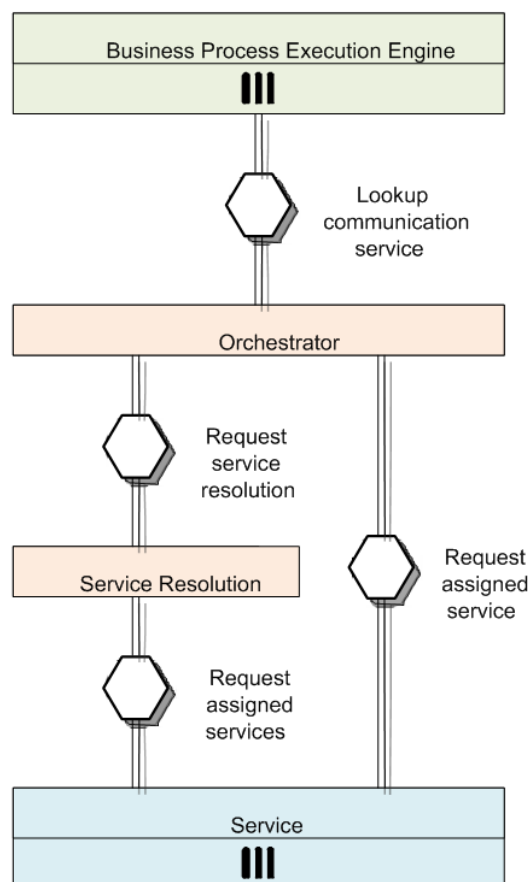 Business Process Execution Engine
Lookup
communication
service
Orchestrator
Request
service
resolution
Service Resolution
Request
assigned
service
Request
assigned
services
Service